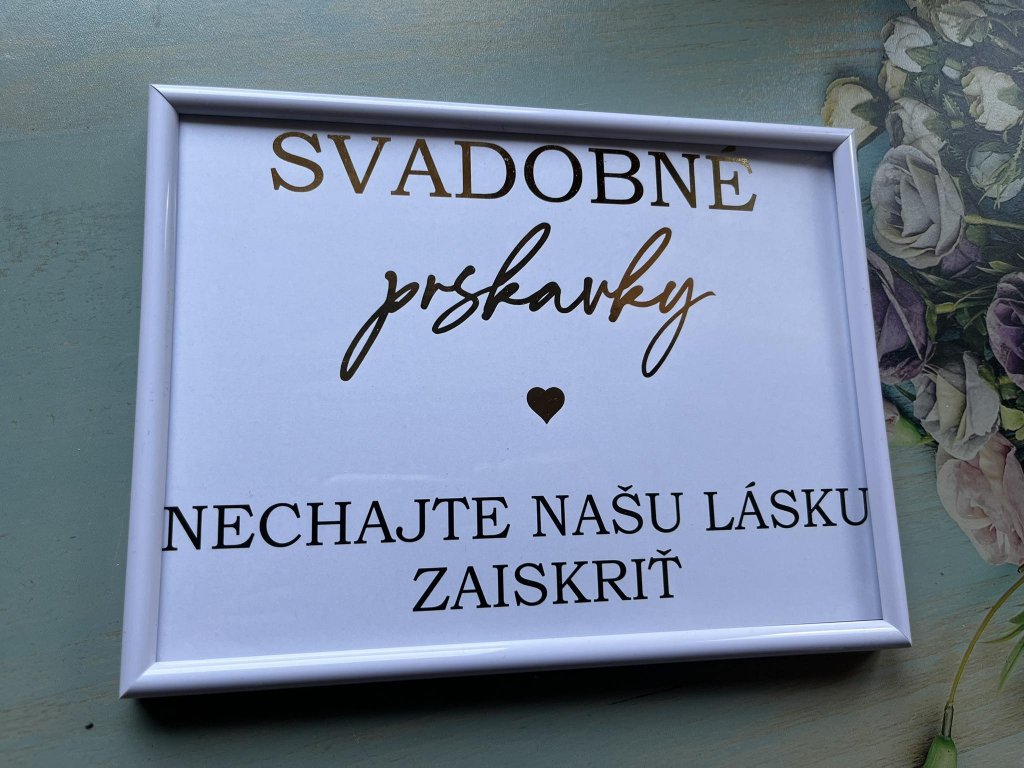 SVADOBNÉ
prskavky
NECHAJTE NAŠU LÁSKU
ZAISKRIŤ